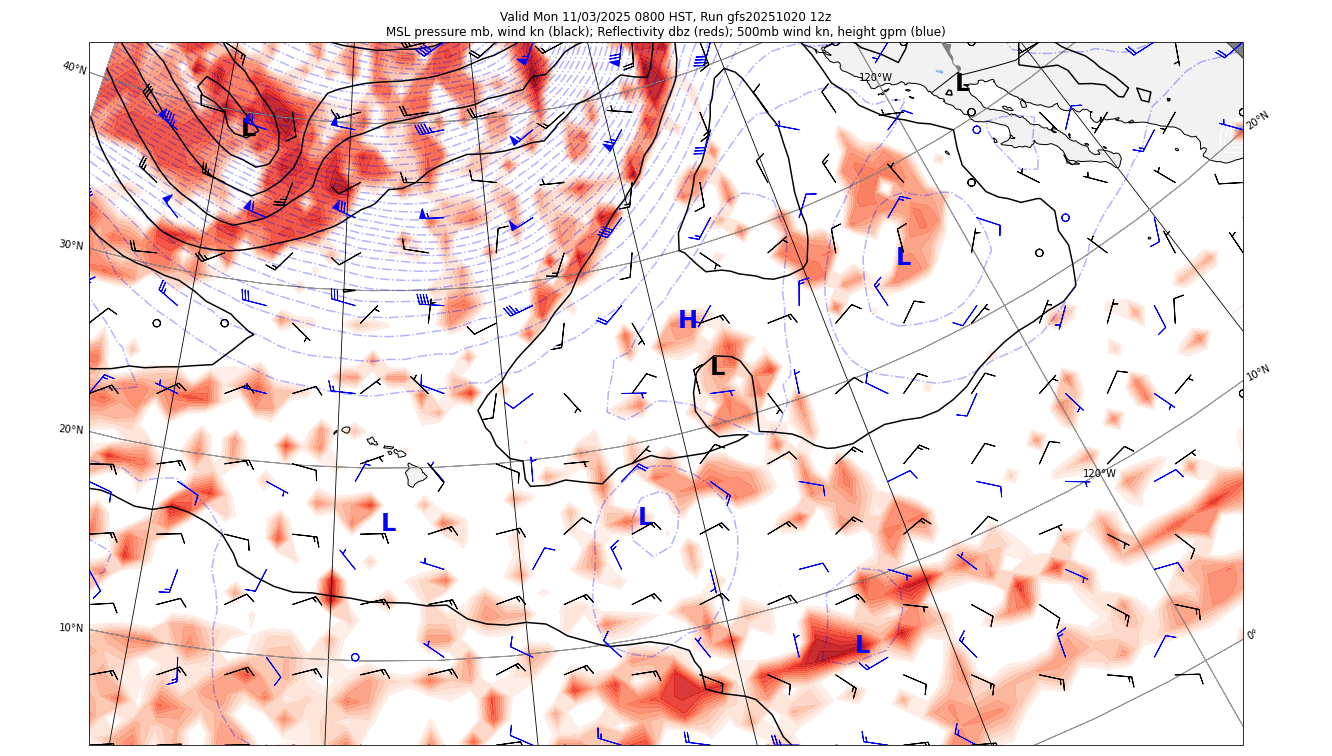 Valid Mon 11/03/2025 0800 HST, Run gfs20251020 12z
MSL pressure mb, wind kn (black); Reflectivity dbz (reds); 500mb wind kn, height gpm (blue)
40°N
120°W
L
20°N
L
30°N
L
H
L
10°N
20°N
120°W
L
L
10°N
0°
L